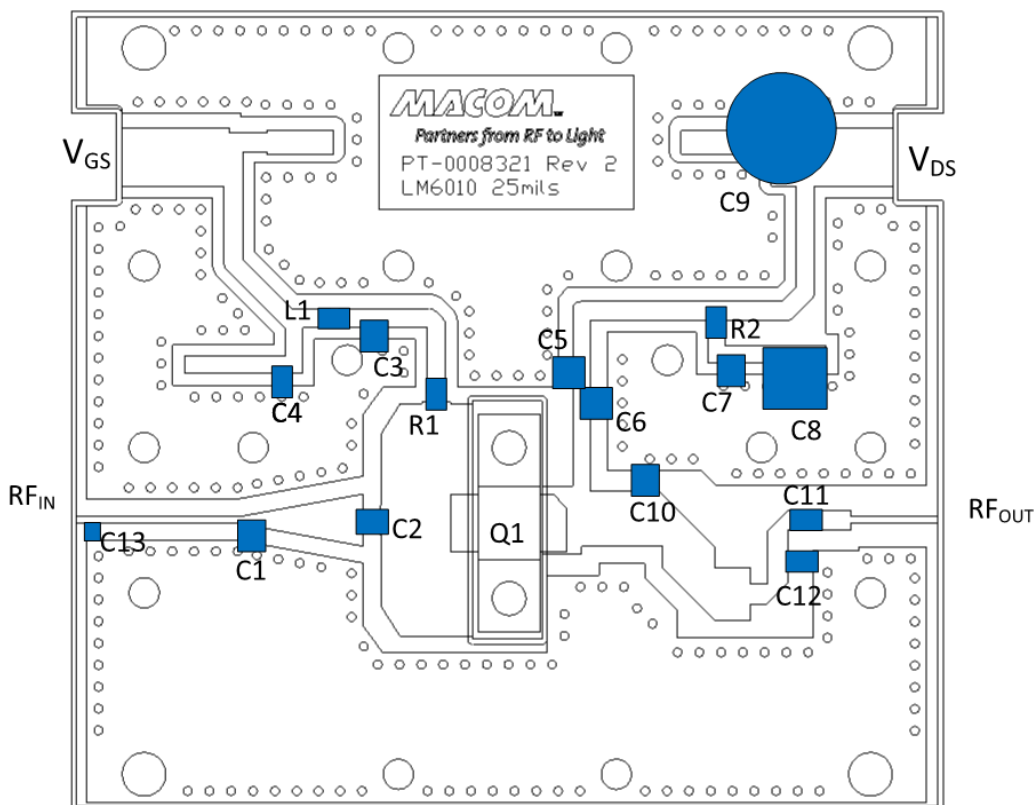 MACOM™
Partners from RF to Light
PT-0008321 Rev 2
LM6010 25mils
VGS
VDS
C9
L1
C3
C4
R1
C5
C6
R2
C7
C8
RFIN
C13
C1
C2
Q1
C10
C11
C12
RFOUT